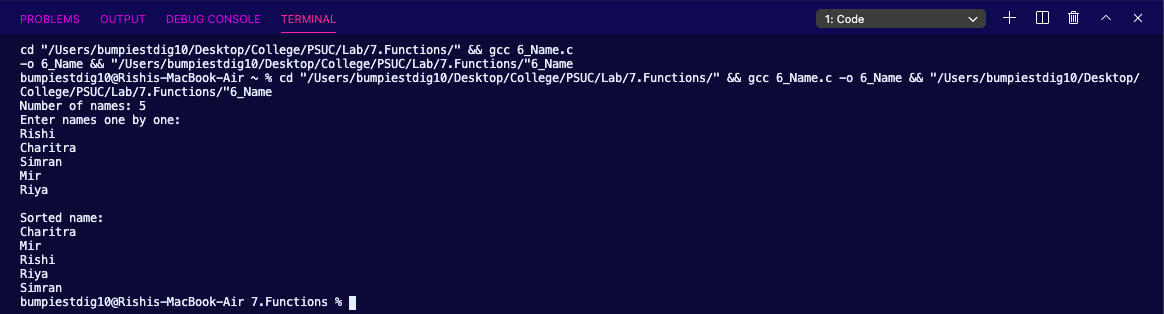 PROBLEMS OUTPUT DEBUG CONSOLE TERMINAL 1: Code
cd "/Users/bumpiestdig10/Desktop/College/PSUC/Lab/7.Functions/" && gcc 6_Name.c
-o 6_Name && "/Users/bumpiestdig10/Desktop/College/PSUC/Lab/7.Functions/"6_Name
bumpiestdig10@Rishis-MacBook-Air ~ % cd "/Users/bumpiestdig10/Desktop/College/PSUC/Lab/7.Functions/" && gcc 6_Name.c -o 6_Name && "/Users/bumpiestdig10/Desktop/
College/PSUC/Lab/7.Functions/"6_Name
Number of names: 5
Enter names one by one:
Rishi
Charitra
Simran
Mir
Riya
Sorted name:
Charitra
Mir
Rishi
Riya
Simran
bumpiestdig10@Rishis-MacBook-Air 7.Functions %